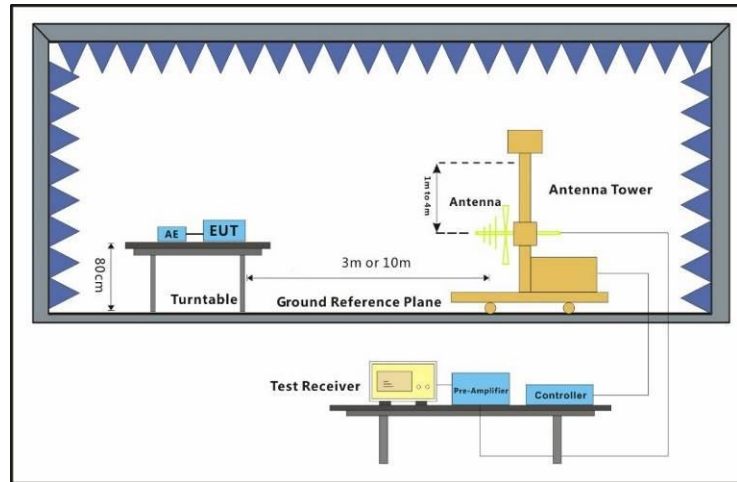 1m to 4m
Antenna
Antenna Tower
AE
EUT
80cm
3m or 10m
Turntable
Ground Reference Plane
Test Receiver
Pre-Amplifier
Controller